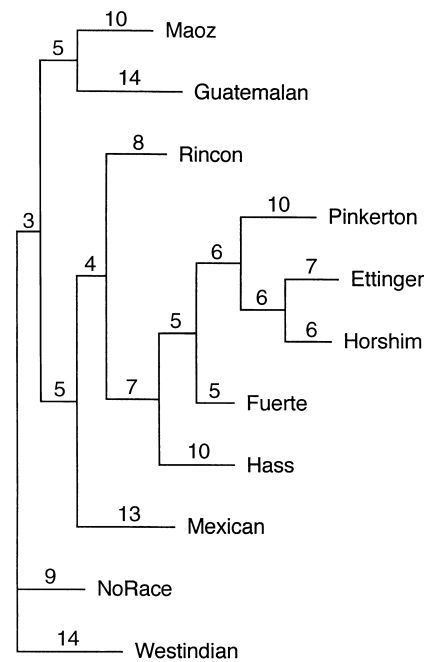 10
Maoz
5
14
Guatemalan
8
Rincon
10
Pinkerton
3
4
6
7
Ettinger
6
6
Horshim
5
5
7
5
Fuerte
10
Hass
13
Mexican
9
NoRace
14
Westindian